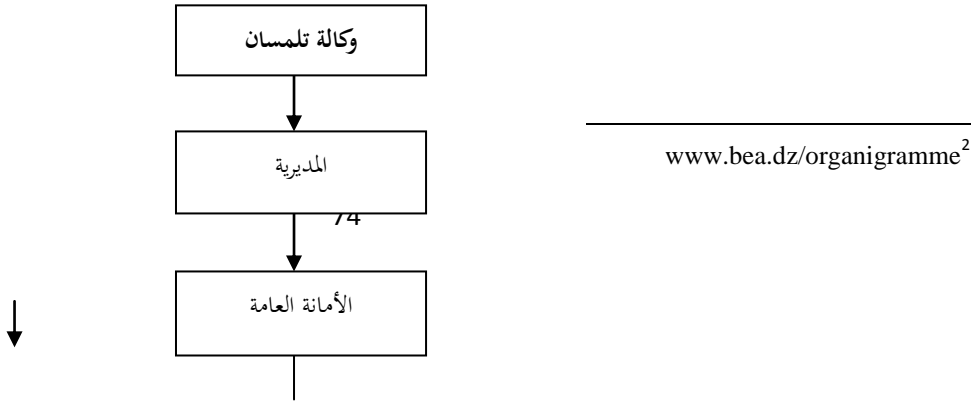 وكالة تلمسان
المديرية
www.bea.dz/organigramme²
74
الأمانة العامة